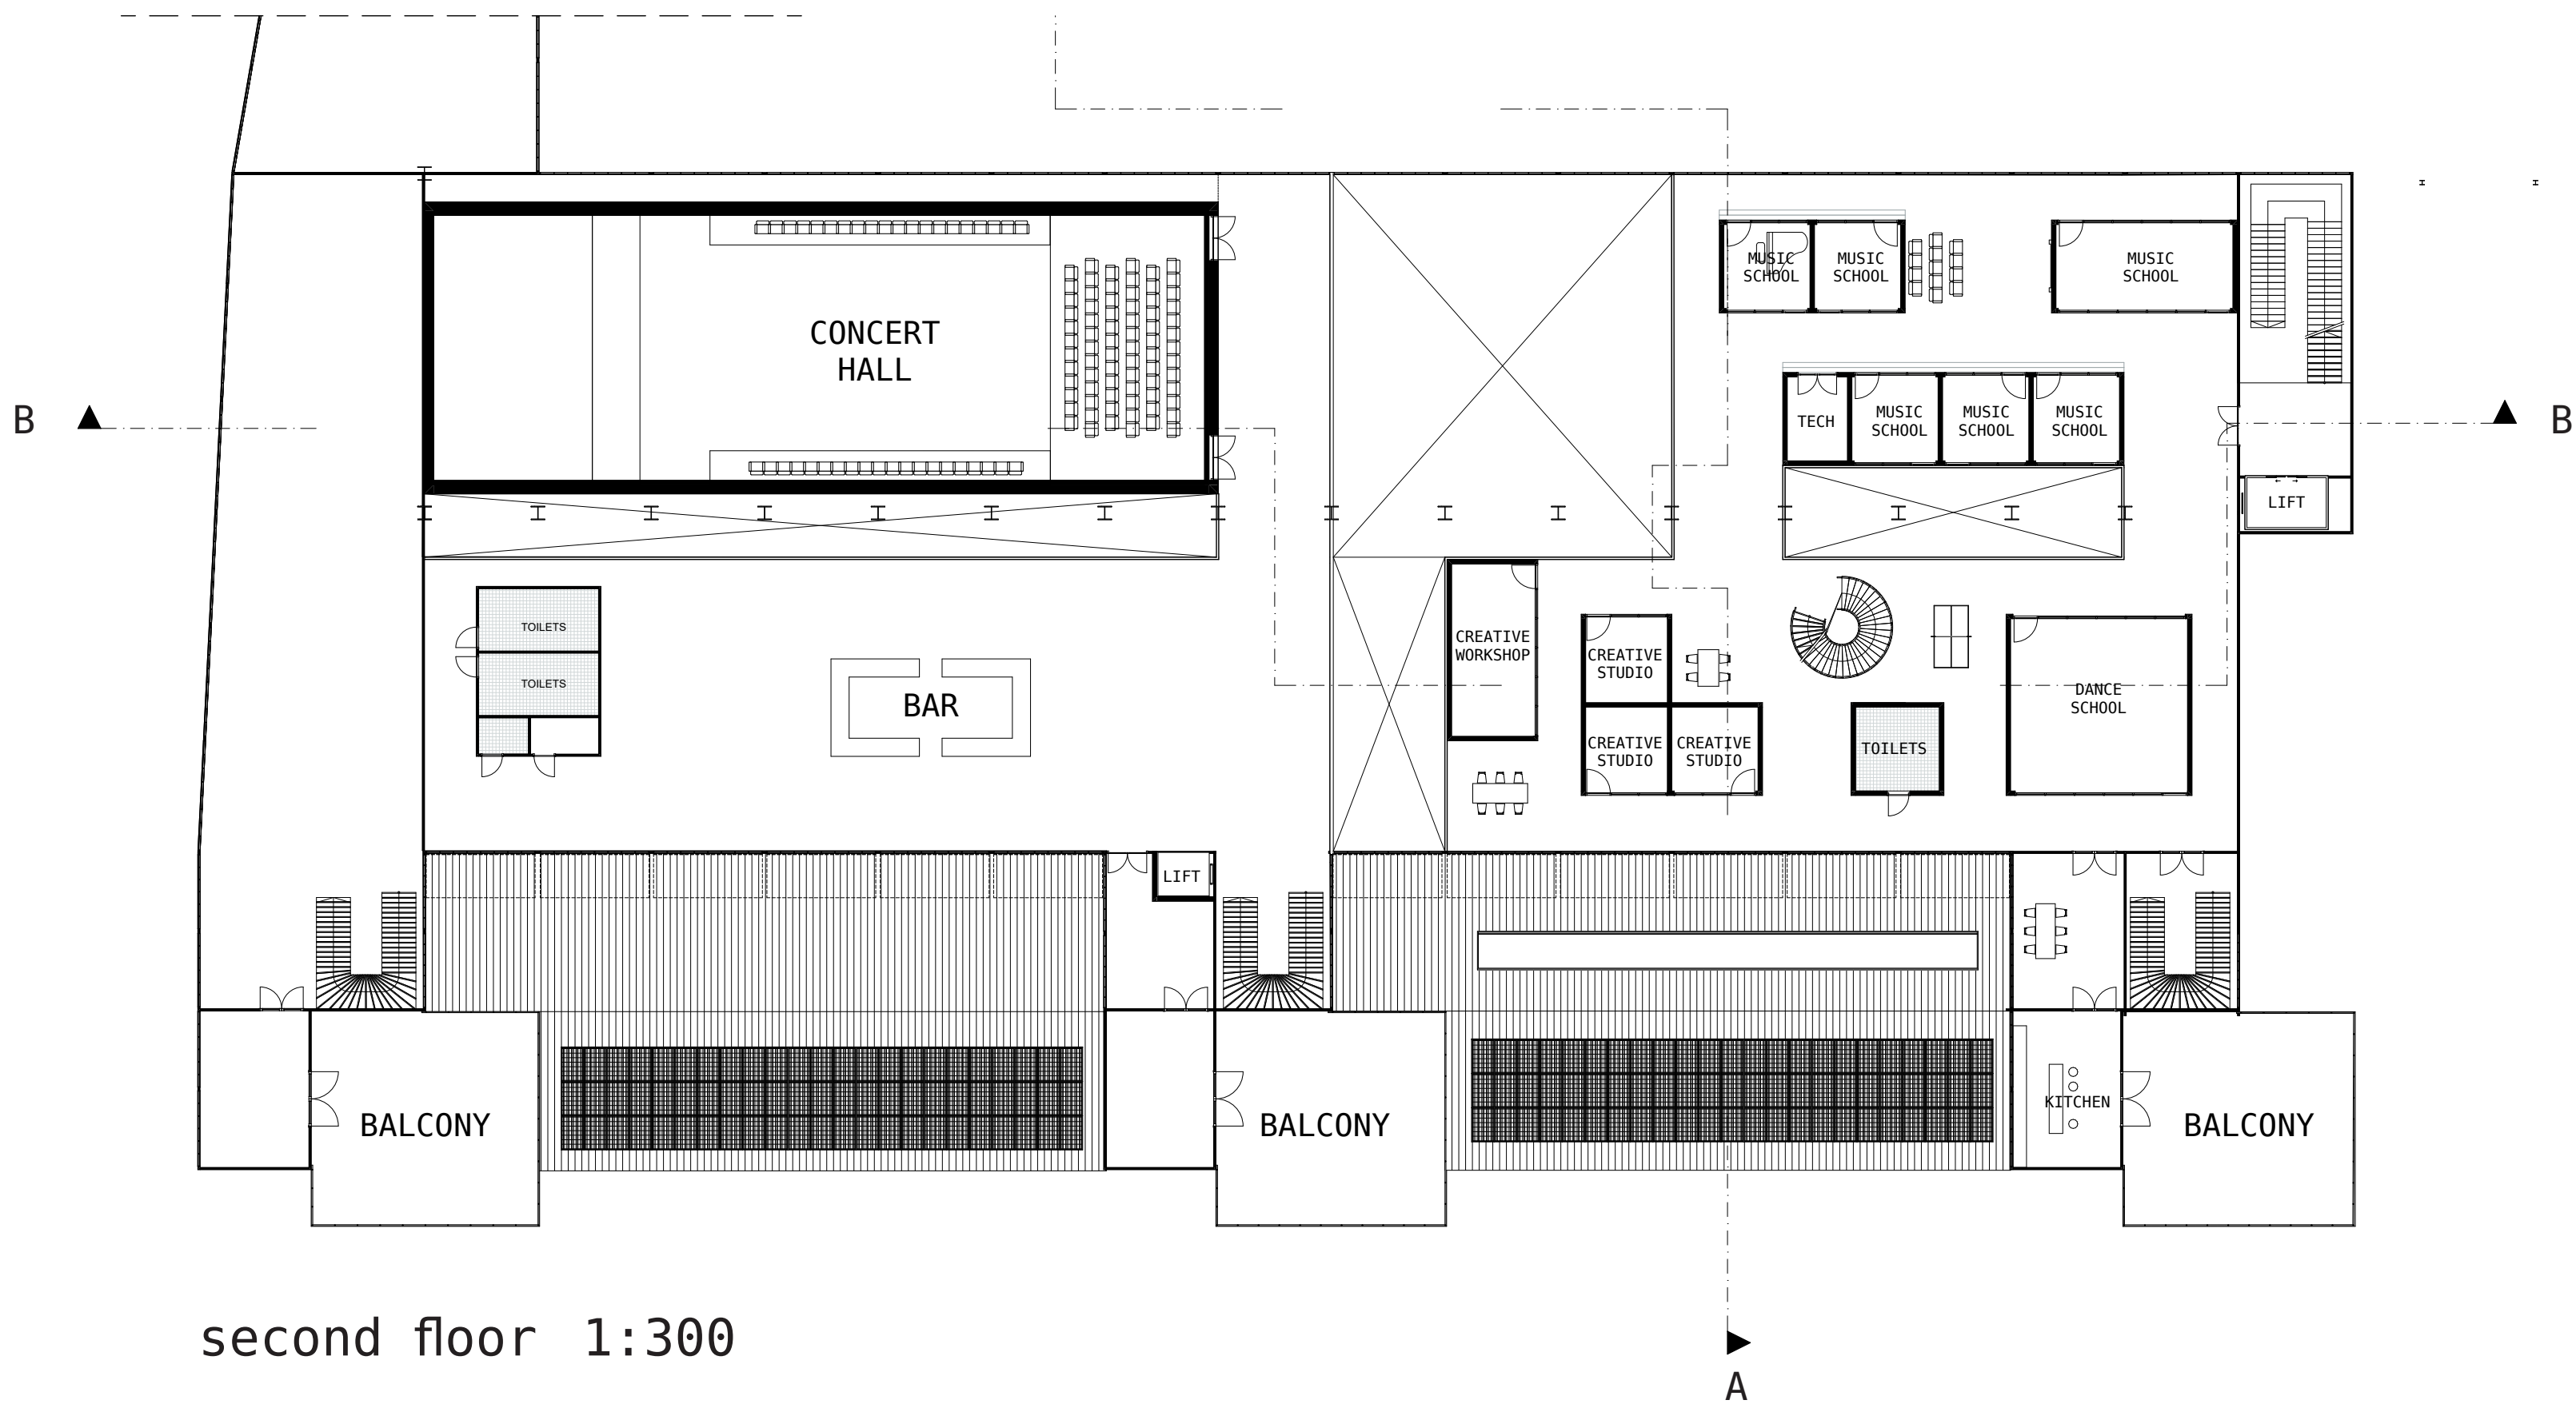 MUSIC
SCHOOL
MUSIC
SCHOOL
MUSIC
SCHOOL
CONCERT
HALL
B
TECH
MUSIC
SCHOOL
MUSIC
SCHOOL
MUSIC
SCHOOL
B
LIFT
TOILETS
TOILETS
BAR
CREATIVE
WORKSHOP
CREATIVE
STUDIO
CREATIVE
STUDIO
CREATIVE
STUDIO
TOILETS
DANCE
SCHOOL
LIFT
BALCONY
BALCONY
KITCHEN
BALCONY
second floor 1:300
A